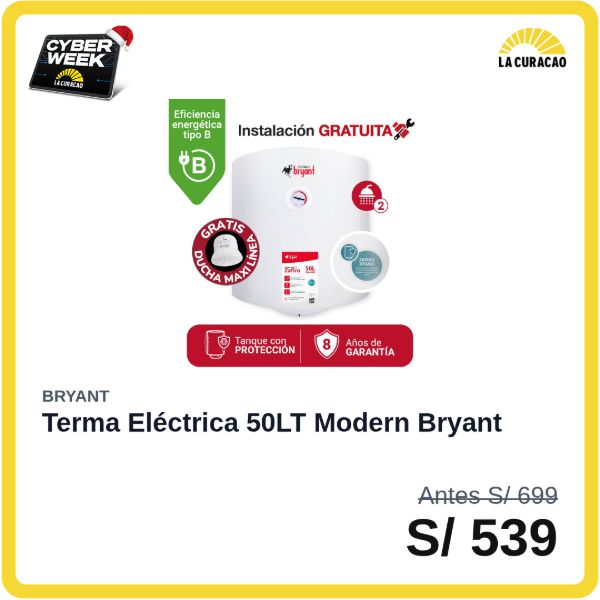 CYBER
WEEK
LA CURACAO
LA CURACAO
Eficiencia
energética
tipo B
B
Instalación GRATUITA
bryant
2
GRATIS
DUCHA MAXI LÍNEA
50L
Tanque con
PROTECCIÓN
8
Años de
GARANTÍA
BRYANT
Terma Eléctrica 50LT Modern Bryant
Antes S/ 699
S/ 539